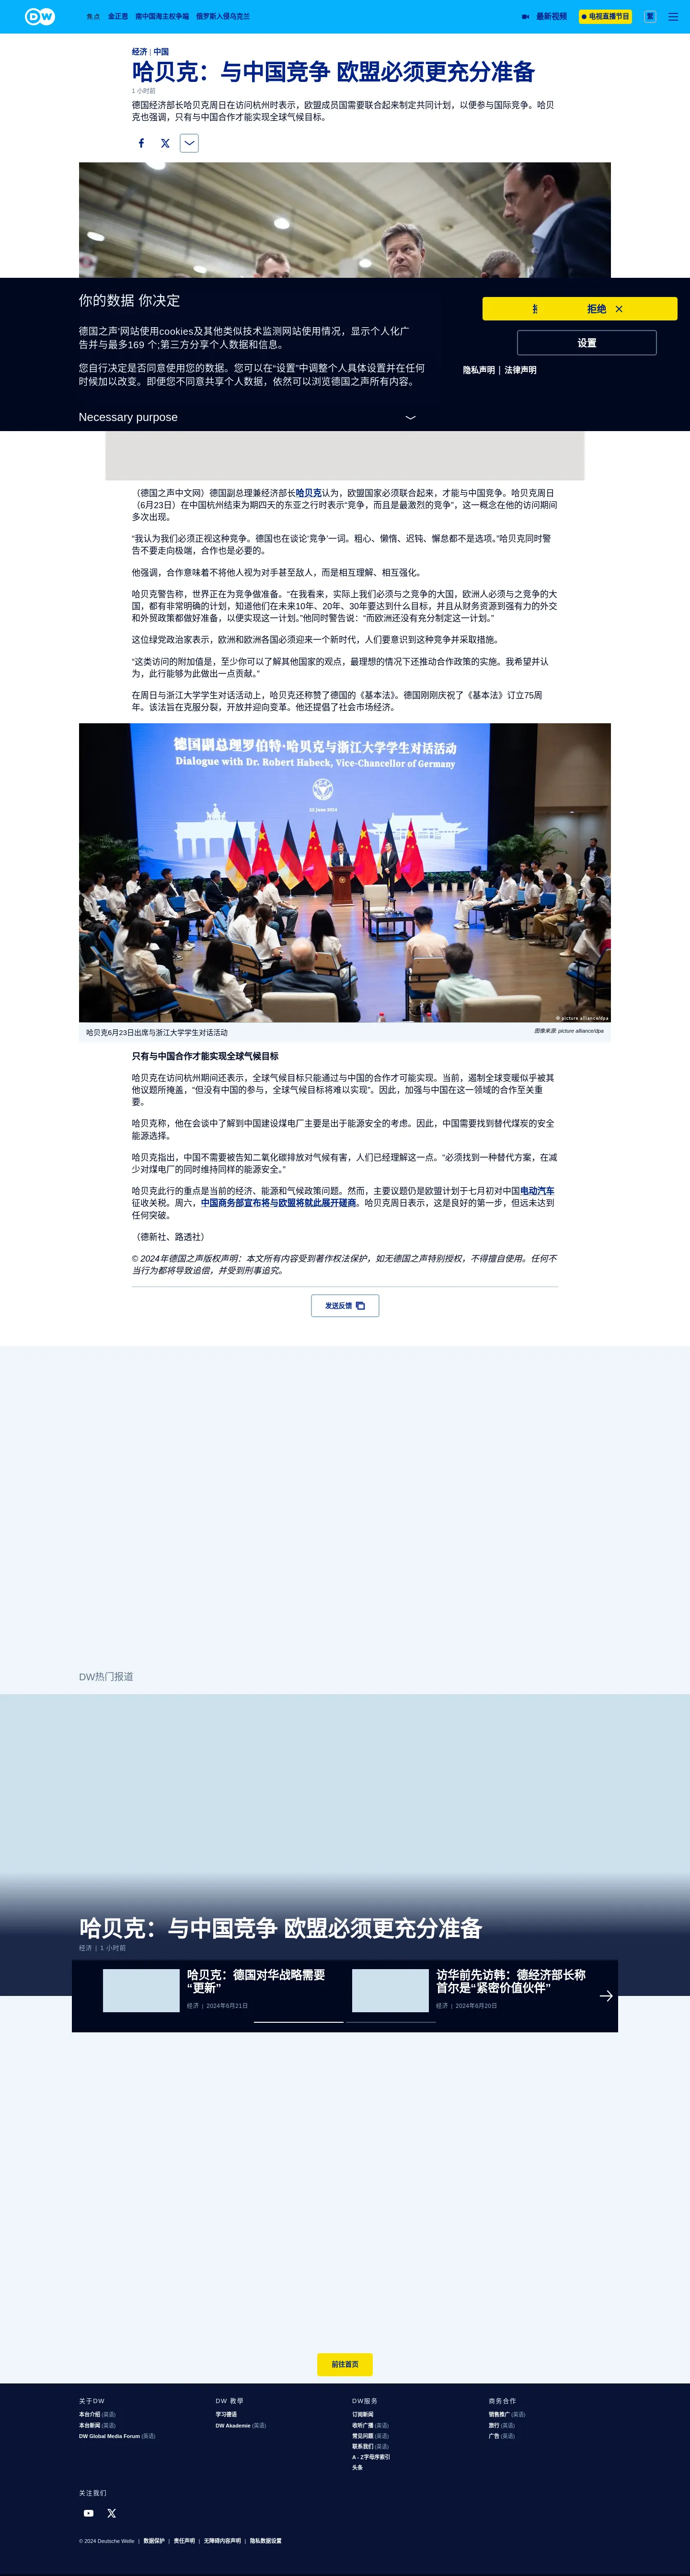 DW
焦点 金正恩 南中国海主权争端 俄罗斯入侵乌克兰 最新视频 电视直播节目 繁
经济 | 中国
哈贝克：与中国竞争 欧盟必须更充分准备
1 小时前
德国经济部长哈贝克周日在访问杭州时表示，欧盟成员国需要联合起来制定共同计划，以便参与国际竞争。哈贝
克也强调，只有与中国合作才能实现全球气候目标。
你的数据 你决定
德国之声'网站使用cookies及其他类似技术监测网站使用情况，显示个人化广
告并与最多169 个;第三方分享个人数据和信息。
您自行决定是否同意使用您的数据。您可以在“设置”中调整个人具体设置并在任何
时候加以改变。即便您不同意共享个人数据，依然可以浏览德国之声所有内容。
Necessary purpose
拒绝
设置
隐私声明 | 法律声明
（德国之声中文网）德国副总理兼经济部长哈贝克认为，欧盟国家必须联合起来，才能与中国竞争。哈贝克周日
（6月23日）在中国杭州结束为期四天的东亚之行时表示“竞争，而且是最激烈的竞争”，这一概念在他的访问期间
多次出现。
“我认为我们必须正视这种竞争。德国也在谈论‘竞争’一词。粗心、懒惰、迟钝、懈怠都不是选项。”哈贝克同时警
告不要走向极端，合作也是必要的。
他强调，合作意味着不将他人视为对手甚至敌人，而是相互理解、相互强化。
哈贝克警告称，世界正在为竞争做准备。“在我看来，实际上我们必须与之竞争的大国，欧洲人必须与之竞争的大
国，都有非常明确的计划，知道他们在未来10年、20年、30年要达到什么目标，并且从财务资源到强有力的外交
和外贸政策都做好准备，以便实现这一计划。”他同时警告说：“而欧洲还没有充分制定这一计划。”
这位绿党政治家表示，欧洲和欧洲各国必须迎来一个新时代，人们要意识到这种竞争并采取措施。
“这类访问的附加值是，至少你可以了解其他国家的观点，最理想的情况下还推动合作政策的实施。我希望并认
为，此行能够为此做出一点贡献。”
在周日与浙江大学学生对话活动上，哈贝克还称赞了德国的《基本法》。德国刚刚庆祝了《基本法》订立75周
年。该法旨在克服分裂，开放并迎向变革。他还提倡了社会市场经济。
德国副总理罗伯特·哈贝克与浙江大学学生对话活动
Dialogue with Dr. Robert Habeck, Vice-Chancellor of Germany
23 June 2024
© picture alliance/dpa
哈贝克6月23日出席与浙江大学学生对话活动
图像来源: picture alliance/dpa
只有与中国合作才能实现全球气候目标
哈贝克在访问杭州期间还表示，全球气候目标只能通过与中国的合作才可能实现。当前，遏制全球变暖似乎被其
他议题所掩盖，“但没有中国的参与，全球气候目标将难以实现”。因此，加强与中国在这一领域的合作至关重
要。
哈贝克称，他在会谈中了解到中国建设煤电厂主要是出于能源安全的考虑。因此，中国需要找到替代煤炭的安全
能源选择。
哈贝克指出，中国不需要被告知二氧化碳排放对气候有害，人们已经理解这一点。“必须找到一种替代方案，在减
少对煤电厂的同时维持同样的能源安全。”
哈贝克此行的重点是当前的经济、能源和气候政策问题。然而，主要议题仍是欧盟计划于七月初对中国电动汽车
征收关税。周六，中国商务部宣布将与欧盟将就此展开磋商。哈贝克周日表示，这是良好的第一步，但远未达到
任何突破。
（德新社、路透社）
© 2024年德国之声版权声明：本文所有内容受到著作权法保护，如无德国之声特别授权，不得擅自使用。任何不
当行为都将导致追偿，并受到刑事追究。
发送反馈
DW热门报道
哈贝克：与中国竞争 欧盟必须更充分准备
经济 | 1 小时前
哈贝克：德国对华战略需要
“更新”
经济 | 2024年6月21日
访华前先访韩：德经济部长称
首尔是“紧密价值伙伴”
经济 | 2024年6月20日
前往首页
关于DW
本台介绍 (英语)
本台新闻 (英语)
DW Global Media Forum (英语)
DW 教學
学习德语
DW Akademie (英语)
DW服务
订阅新闻
收听广播 (英语)
常见问题 (英语)
联系我们 (英语)
A - Z字母序索引
头条
商务合作
销售推广 (英语)
旅行 (英语)
广告 (英语)
关注我们
© 2024 Deutsche Welle | 数据保护 | 责任声明 | 无障碍内容声明 | 隐私数据设置